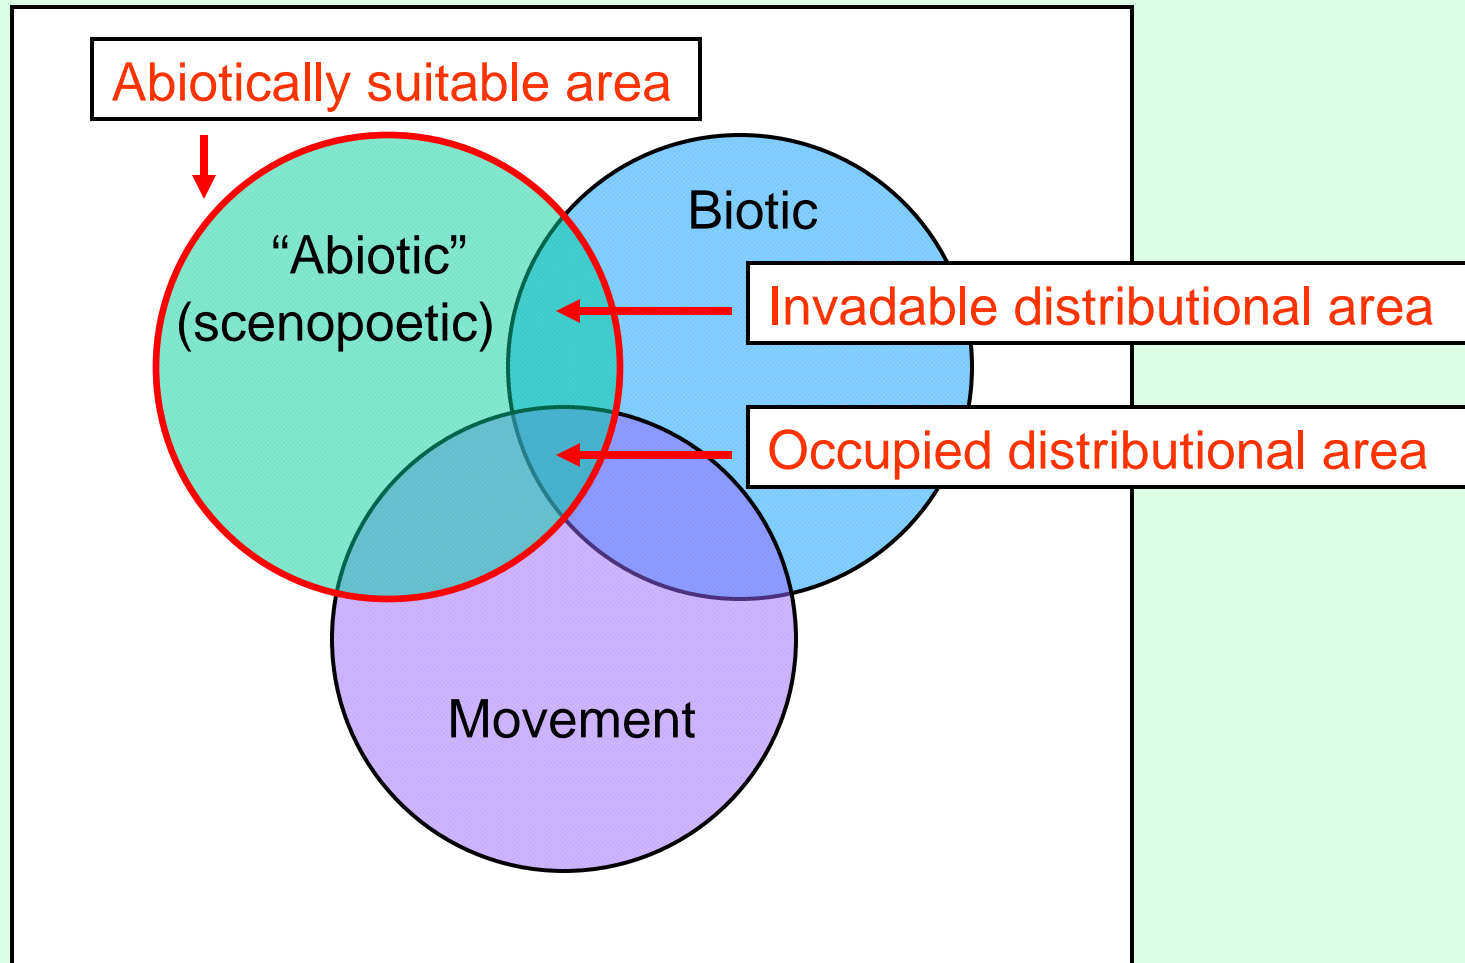 Abiotically suitable area
Biotic
“Abiotic”
(scenopoetic)
Invadable distributional area
Occupied distributional area
Movement